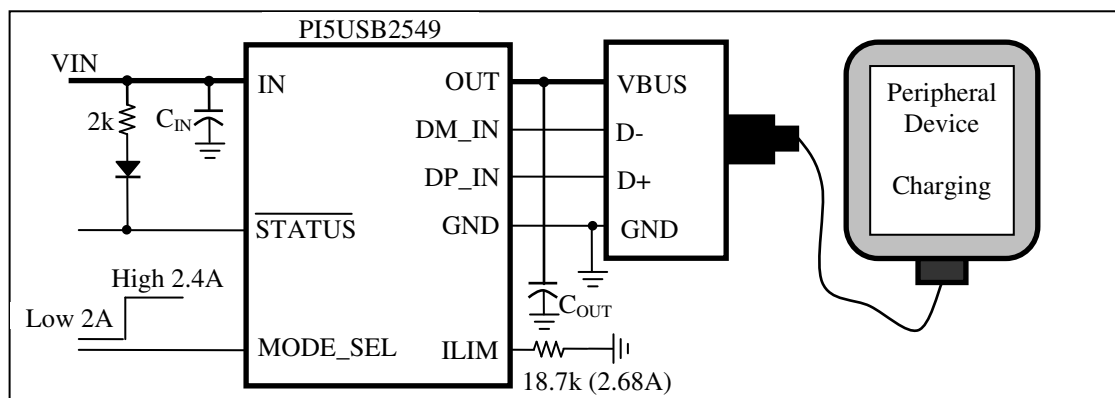 PI5USB2549
VIN
IN
OUT
VBUS
2k
C_IN
DM_IN
D-
DP_IN
D+
STATUS
GND
GND
High 2.4A
C_OUT
Low 2A
MODE_SEL
ILIM
18.7k (2.68A)
Peripheral
Device
Charging